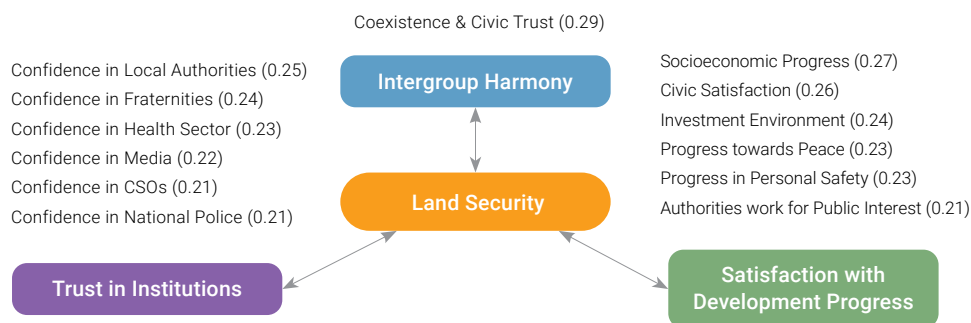 Coexistence & Civic Trust (0.29)
Intergroup Harmony
Confidence in Local Authorities (0.25)
Confidence in Fraternities (0.24)
Confidence in Health Sector (0.23)
Confidence in Media (0.22)
Confidence in CSOs (0.21)
Confidence in National Police (0.21)
Socioeconomic Progress (0.27)
Civic Satisfaction (0.26)
Investment Environment (0.24)
Progress towards Peace (0.23)
Progress in Personal Safety (0.23)
Authorities work for Public Interest (0.21)
Land Security
Trust in Institutions
Satisfaction with
Development Progress